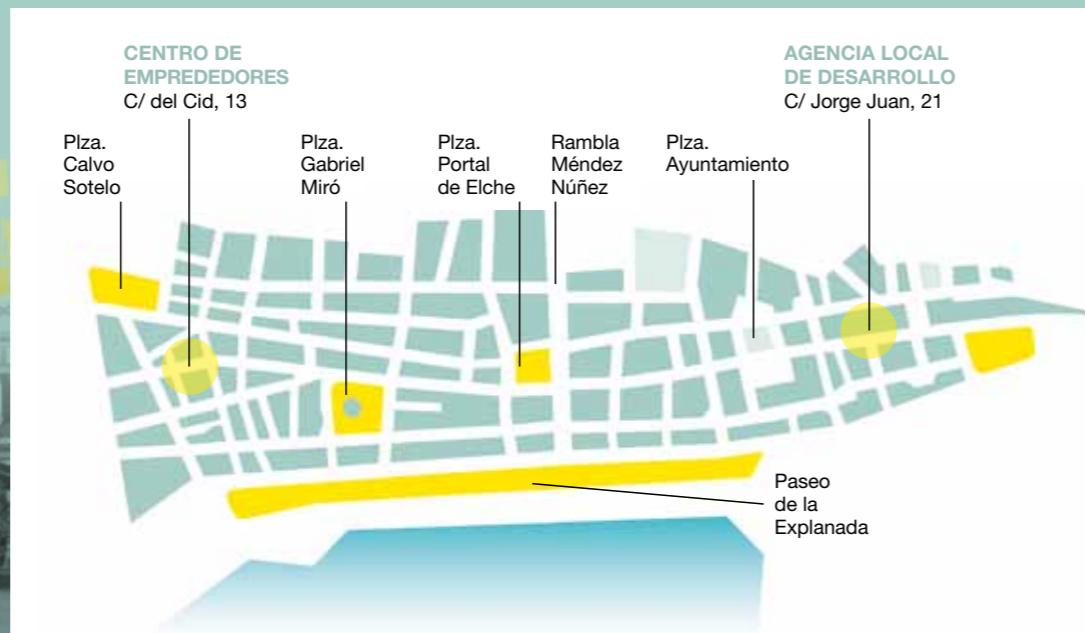 CENTRO DE
EMPREDEDORES
C/ del Cid, 13
AGENCIA LOCAL
DE DESARROLLO
C/ Jorge Juan, 21
Plza.
Calvo
Sotelo
Plza.
Gabriel
Miró
Plza.
Portal
de Elche
Rambla
Méndez
Núñez
Plza.
Ayuntamiento
Paseo
de la
Explanada